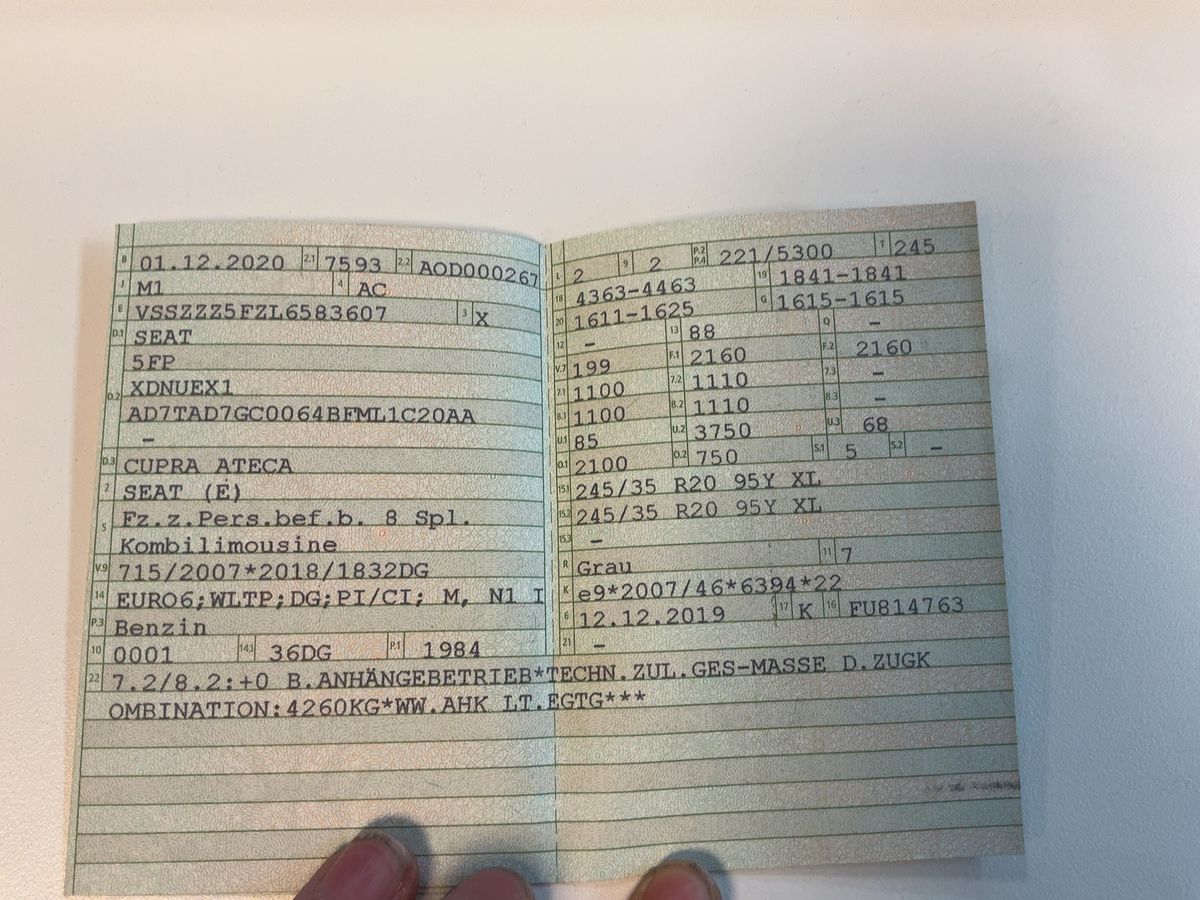 B 01.12.2020 2.1 7593 2.2 AOD000267
J M1 4 AC
E VSSZZZ5FZL6583607 3 X
D.1 SEAT
5FP
D.2 XDNUEX1
AD7TAD7GC0064BFML1C20AA
–
D.3 CUPRA ATECA
2 SEAT (E)
5 Fz.z.Pers.bef.b. 8 Spl.
Kombilimousine
V.9 715/2007*2018/1832DG
14 EURO6;WLTP;DG;PI/CI; M, N1 I
P.3 Benzin
10 0001 14.1 36DG P.1 1984
L 2 9 2 P.2 P.4 221/5300 T 245
18 4363-4463 19 1841-1841
20 1611-1625 G 1615-1615
12 – 13 88 Q –
V.7 199 F.1 2160 F.2 2160
7.1 1100 7.2 1110 7.3 –
8.1 1100 8.2 1110 8.3 –
U.1 85 U.2 3750 U.3 68
O.1 2100 O.2 750 S.1 5 S.2 –
15.1 245/35 R20 95Y XL
15.2 245/35 R20 95Y XL
15.3 –
R Grau 11 7
K e9*2007/46*6394*22
6 12.12.2019 17 K 16 FU814763
21 –
22 7.2/8.2:+0 B.ANHÄNGEBETRIEB*TECHN.ZUL.GES-MASSE D.ZUGK
OMBINATION:4260KG*WW.AHK LT.EGTG***